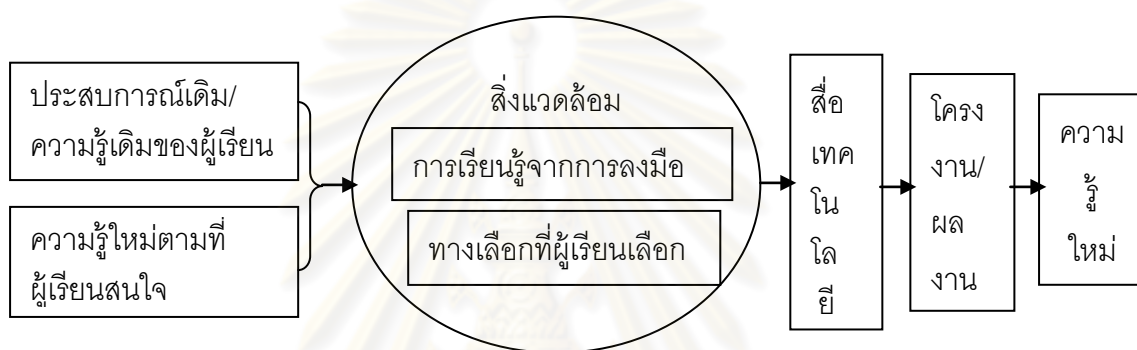 ประสบการณ์เดิม/
ความรู้เดิมของผู้เรียน
ความรู้ใหม่ตามที่
ผู้เรียนสนใจ
สิ่งแวดล้อม
การเรียนรู้จากการลงมือ
ทางเลือกที่ผู้เรียนเลือก
สื่อ
เทค
โน
โล
ยี
โครง
งาน/
ผล
งาน
ความ
รู้
ใหม่